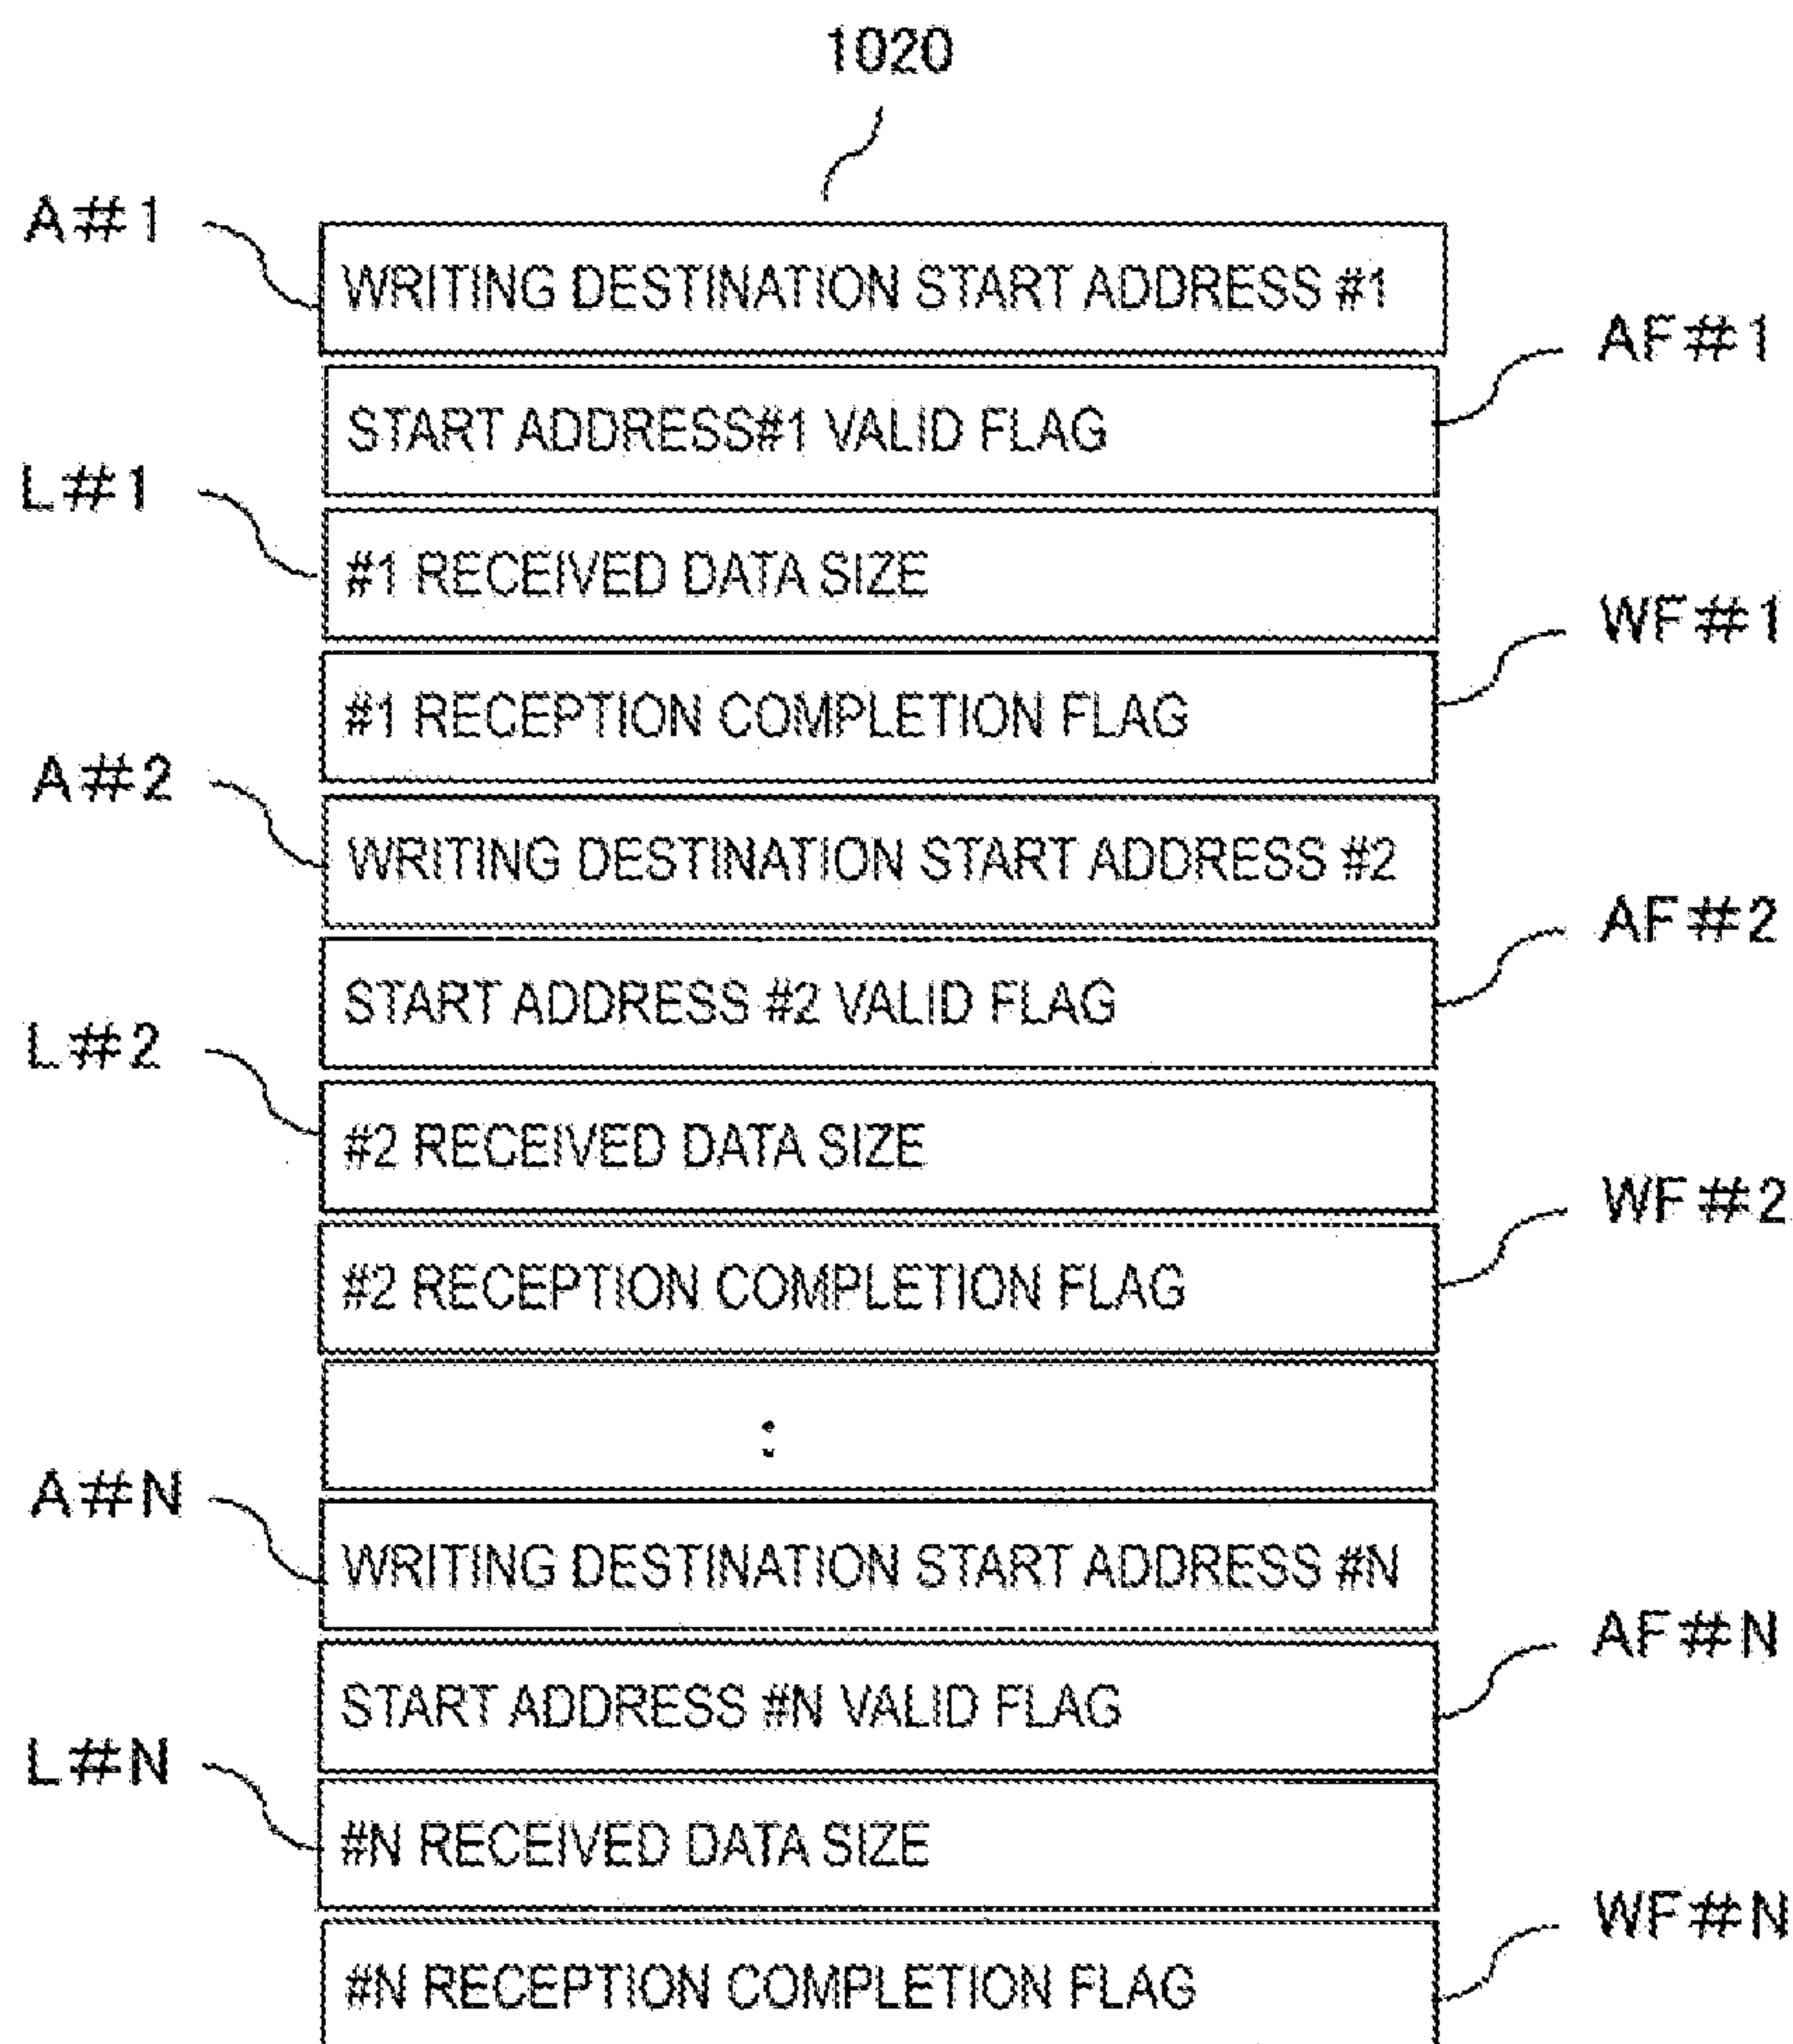 1020
A#1
WRITING DESTINATION START ADDRESS #1
AF#1
START ADDRESS#1 VALID FLAG
L#1
#1 RECEIVED DATA SIZE
WF#1
#1 RECEPTION COMPLETION FLAG
A#2
WRITING DESTINATION START ADDRESS #2
AF#2
START ADDRESS #2 VALID FLAG
L#2
#2 RECEIVED DATA SIZE
WF#2
#2 RECEPTION COMPLETION FLAG
:
A#N
WRITING DESTINATION START ADDRESS #N
AF#N
START ADDRESS #N VALID FLAG
L#N
#N RECEIVED DATA SIZE
WF#N
#N RECEPTION COMPLETION FLAG